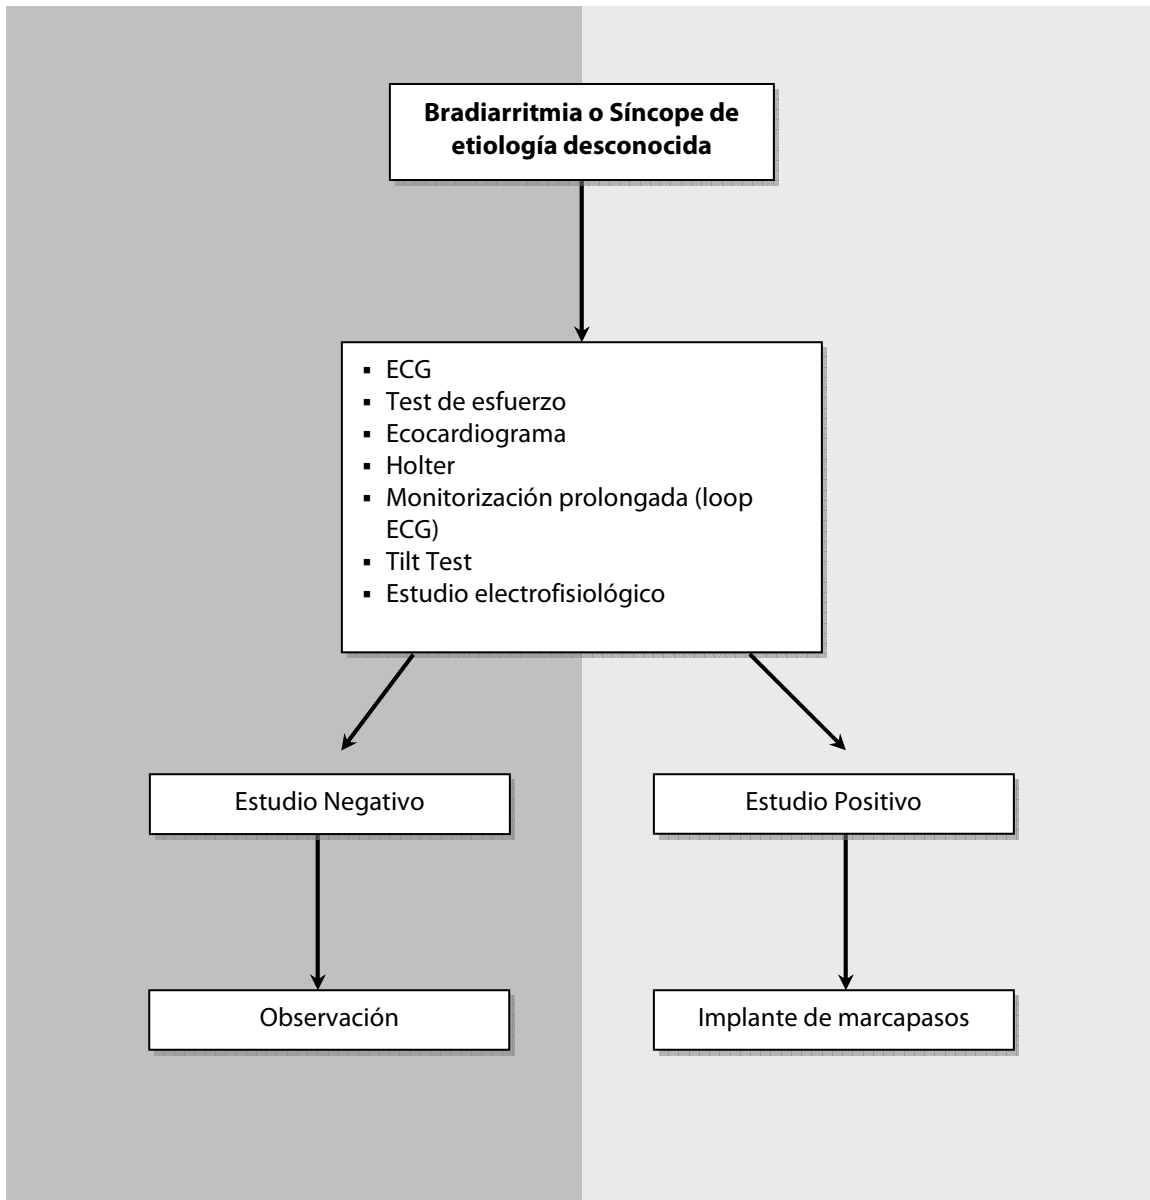 Bradiarritmia o Síncope de
etiología desconocida
▪ ECG
▪ Test de esfuerzo
▪ Ecocardiograma
▪ Holter
▪ Monitorización prolongada (loop
ECG)
▪ Tilt Test
▪ Estudio electrofisiológico
Estudio Negativo
Estudio Positivo
Observación
Implante de marcapasos